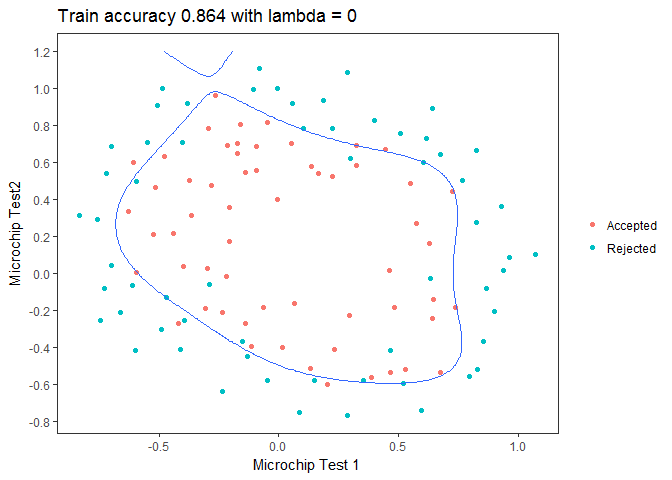 Train accuracy 0.864 with lambda = 0
1.2
1.0
0.8
0.6
0.4
0.2
0.0
-0.2
-0.4
-0.6
-0.8
Microchip Test2
Accepted
Rejected
-0.5 0.0 0.5 1.0
Microchip Test 1